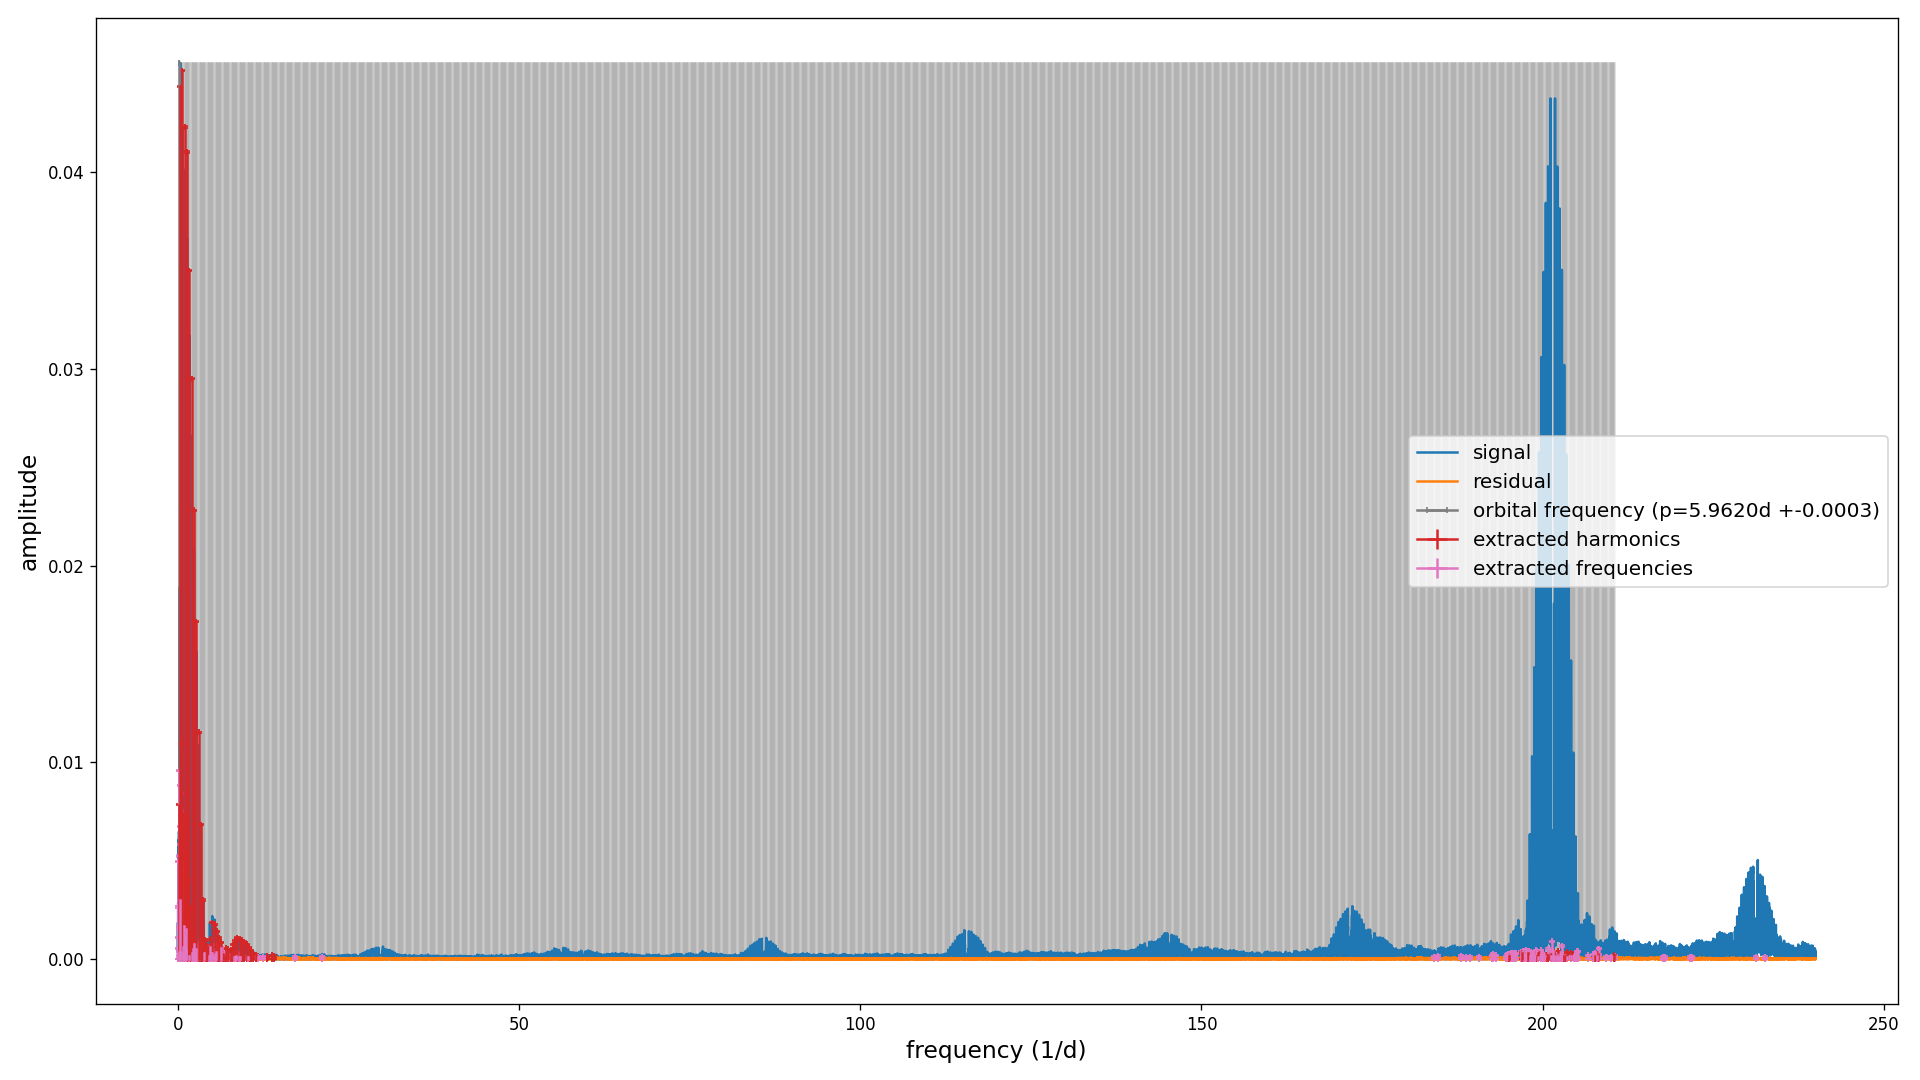 amplitude
0.04
0.03
0.02
0.01
0.00
signal
residual
orbital frequency (p=5.9620d +-0.0003)
extracted harmonics
extracted frequencies
0 50 100 150 200 250
frequency (1/d)